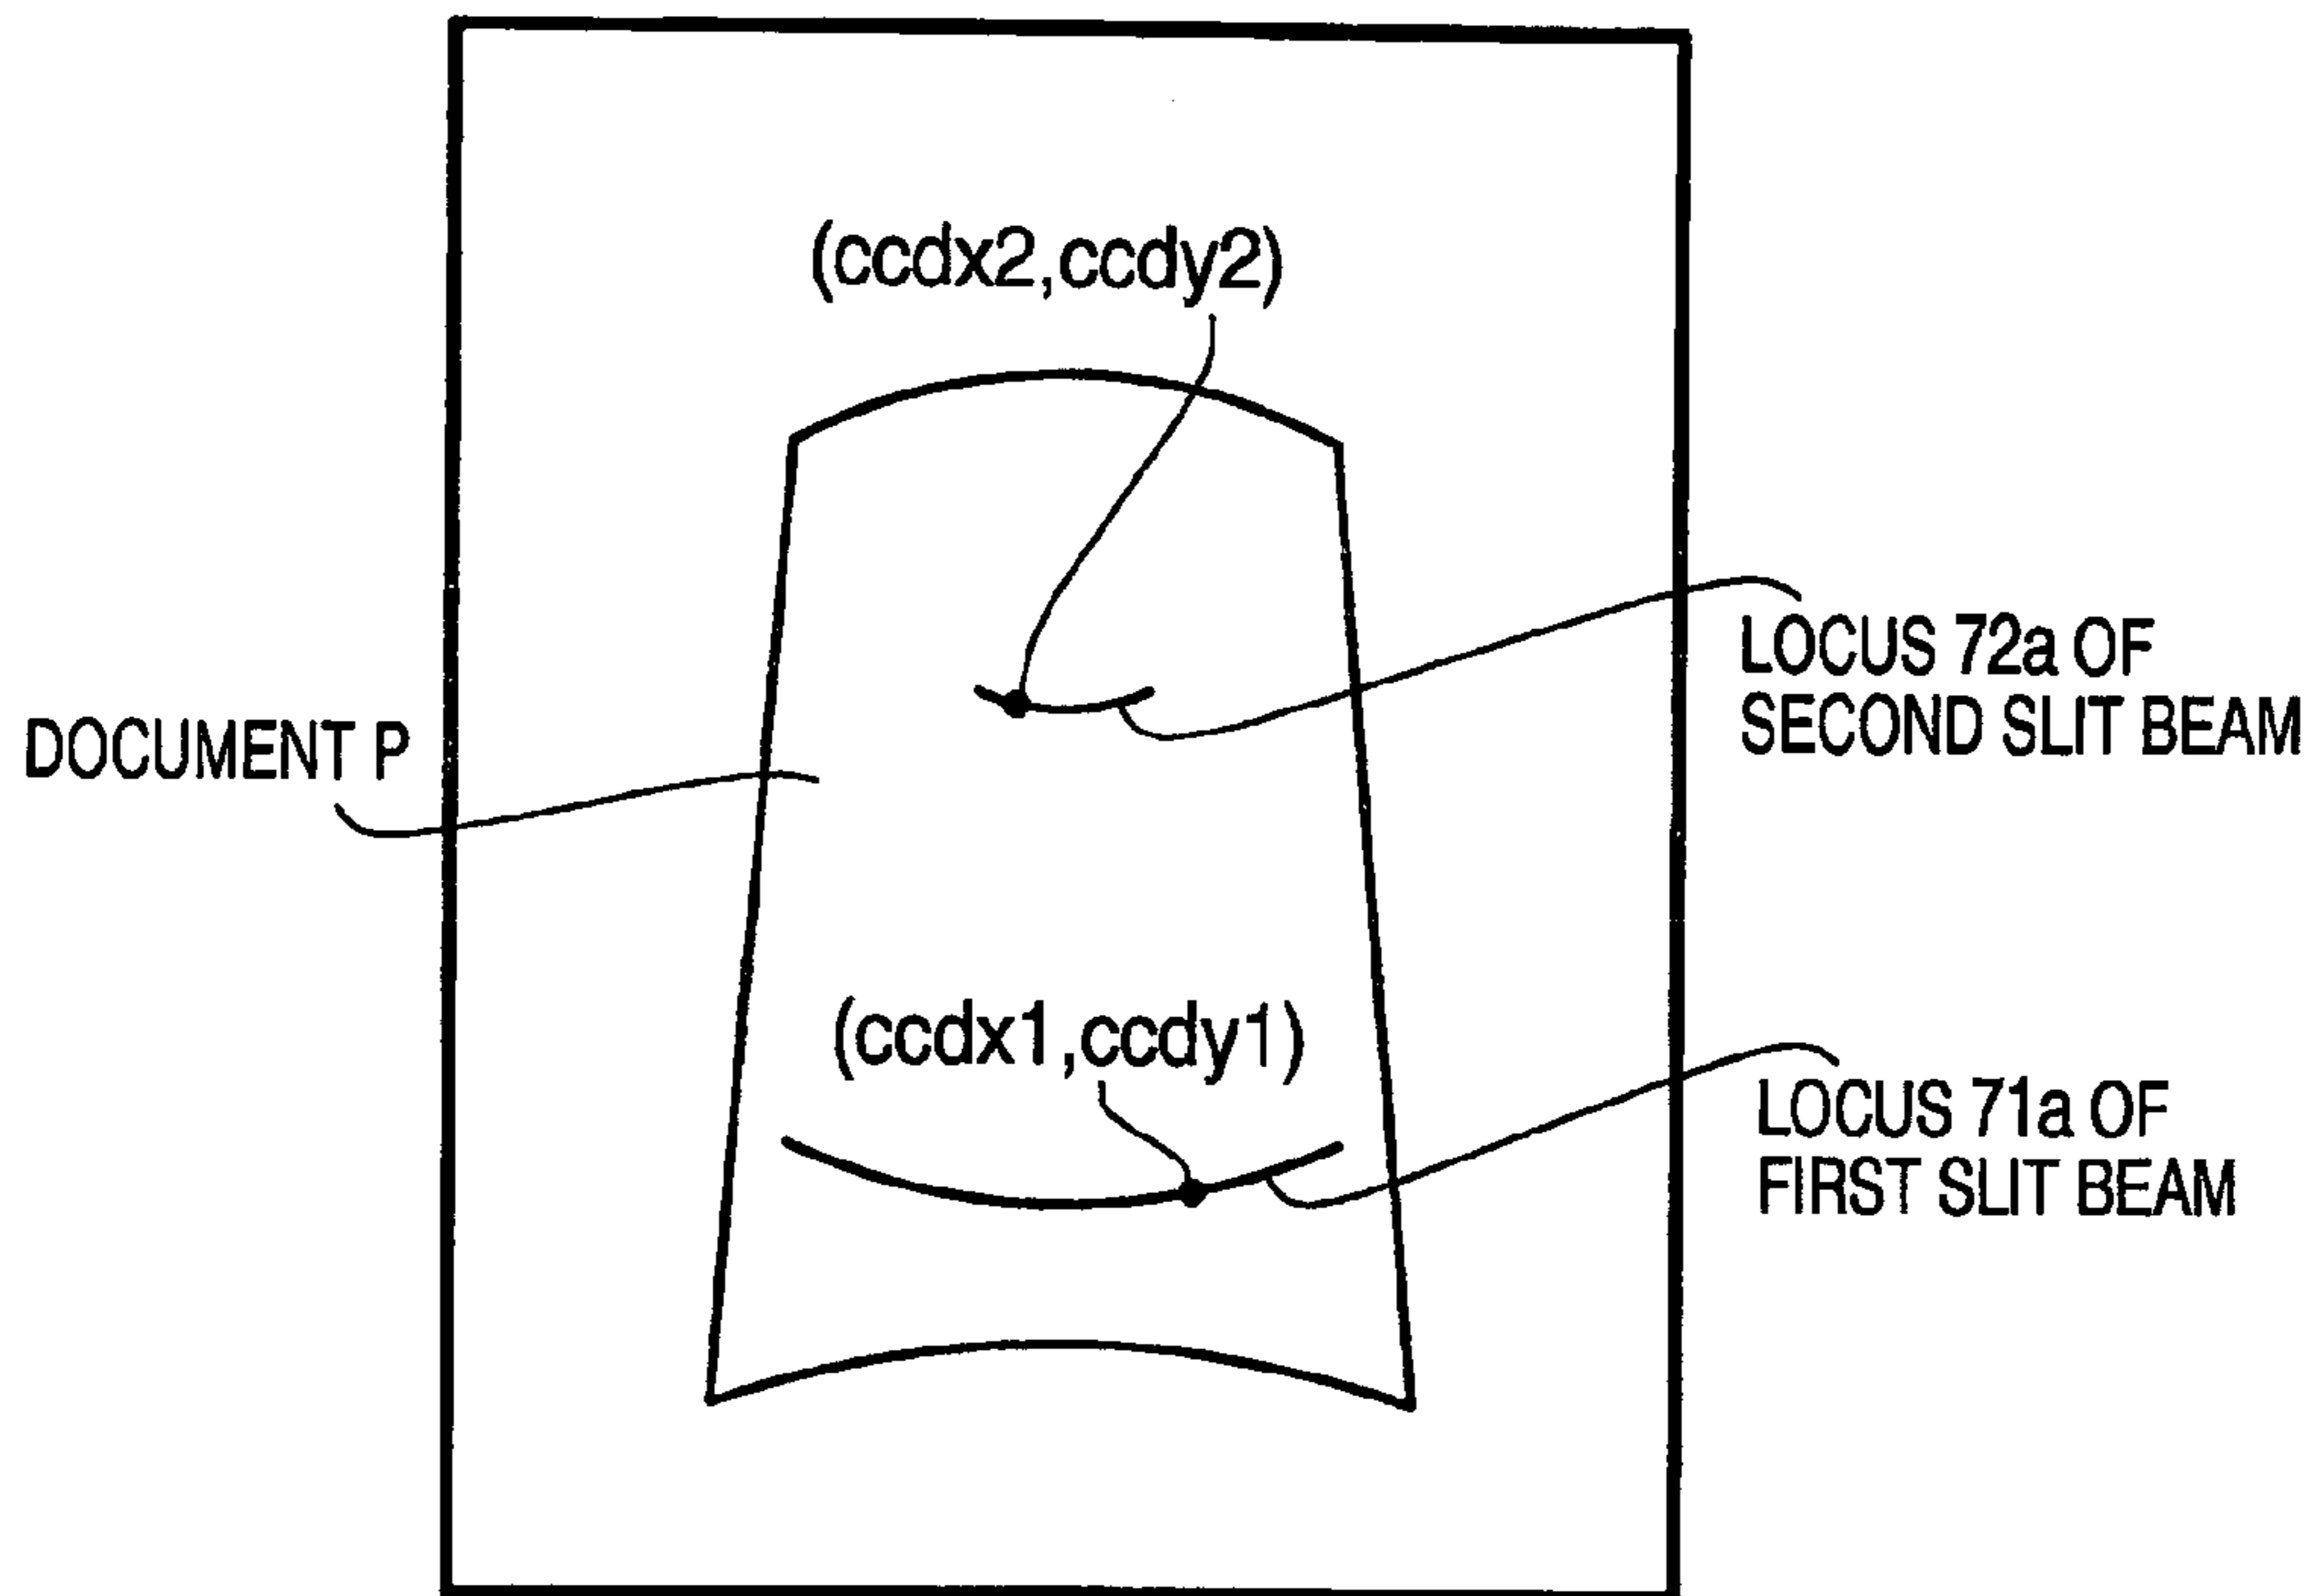 (ccdx2,ccdy2)
LOCUS 72a OF
SECOND SLIT BEAM
DOCUMENT P
(ccdx1,ccdy1)
LOCUS 71a OF
FIRST SLIT BEAM